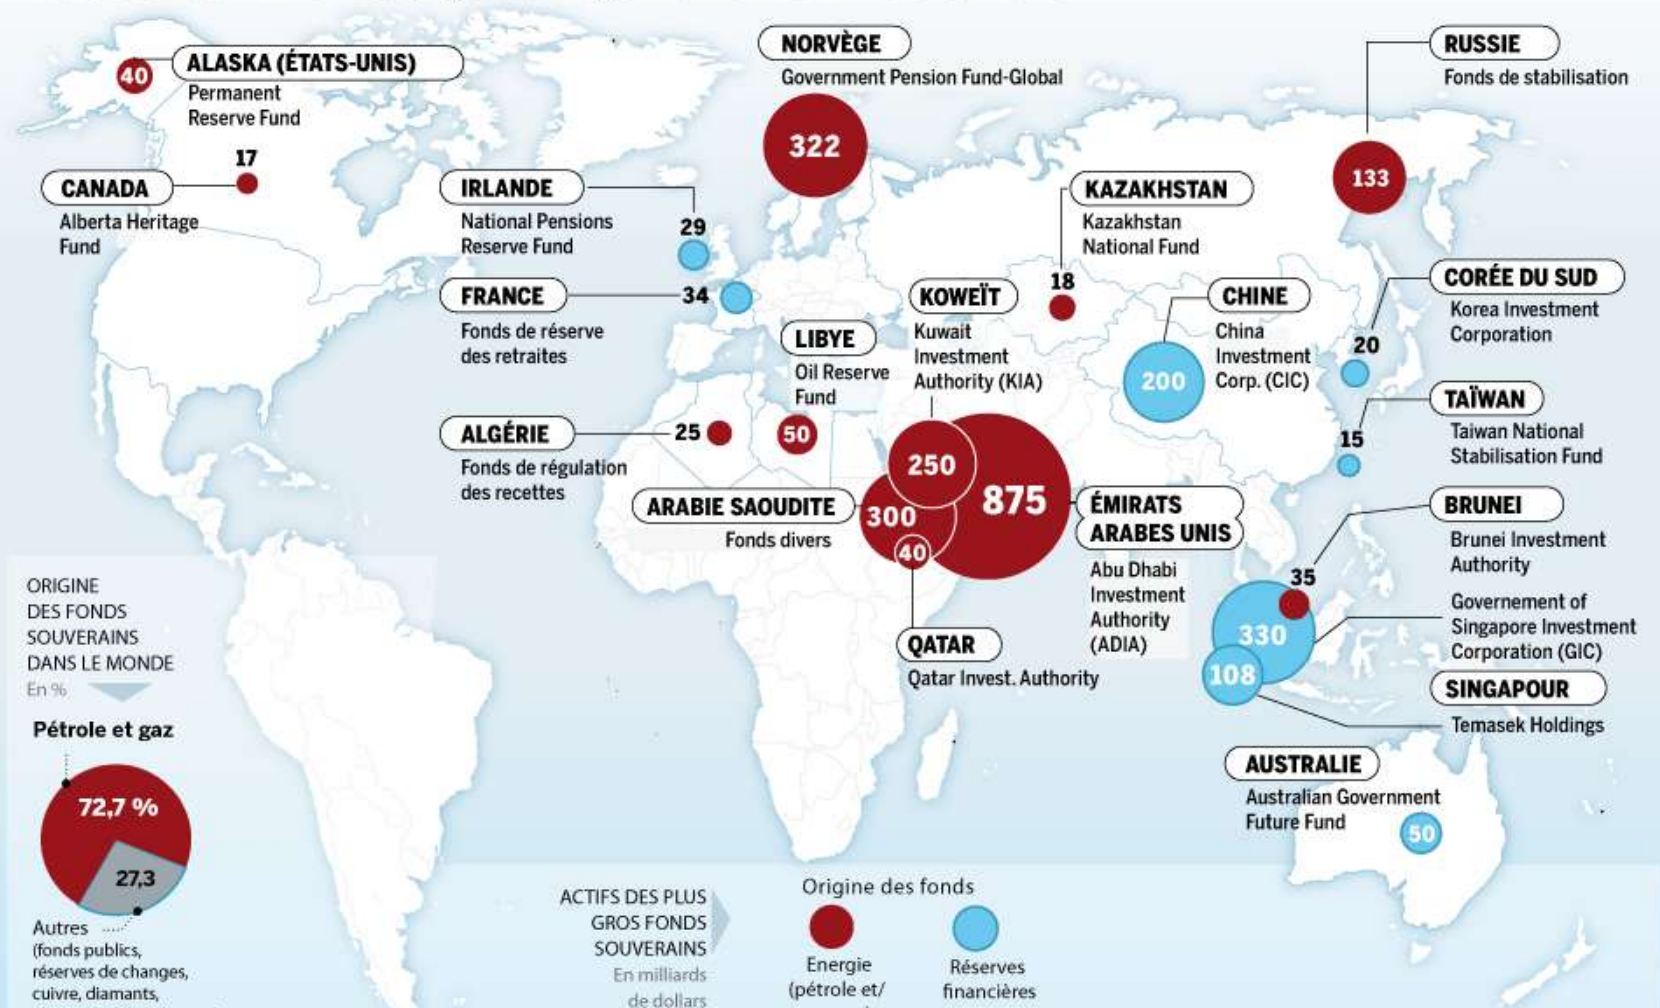 40
ALASKA (ÉTATS-UNIS)
Permanent
Reserve Fund
17
CANADA
Alberta Heritage
Fund
NORVÈGE
Government Pension Fund-Global
322
RUSSIE
Fonds de stabilisation
133
IRLANDE
National Pensions
Reserve Fund
29
FRANCE
Fonds de réserve
des retraites
34
KAZAKHSTAN
Kazakhstan
National Fund
18
KOWEÏT
Kuwait
Investment
Authority (KIA)
250
CHINE
China
Investment
Corp. (CIC)
200
CORÉE DU SUD
Korea Investment
Corporation
20
LIBYE
Oil Reserve
Fund
50
TAÏWAN
Taiwan National
Stabilisation Fund
15
ALGÉRIE
Fonds de régulation
des recettes
25
ARABIE SAOUDITE
Fonds divers
300
875
ÉMIRATS
ARABES UNIS
Abu Dhabi
Investment
Authority
(ADIA)
40
QATAR
Qatar Invest. Authority
BRUNEI
Brunei Investment
Authority
35
Governement of
Singapore Investment
Corporation (GIC)
330
108
SINGAPOUR
Temasek Holdings
AUSTRALIE
Australian Government
Future Fund
50
ORIGINE
DES FONDS
SOUVERAINS
DANS LE MONDE
En %
Pétrole et gaz
72,7 %
27,3
Autres
(fonds publics,
réserves de changes,
cuivre, diamants,
ACTIFS DES PLUS
GROS FONDS
SOUVERAINS
En milliards
de dollars
Origine des fonds
Energie
(pétrole et/
Réserves
financières